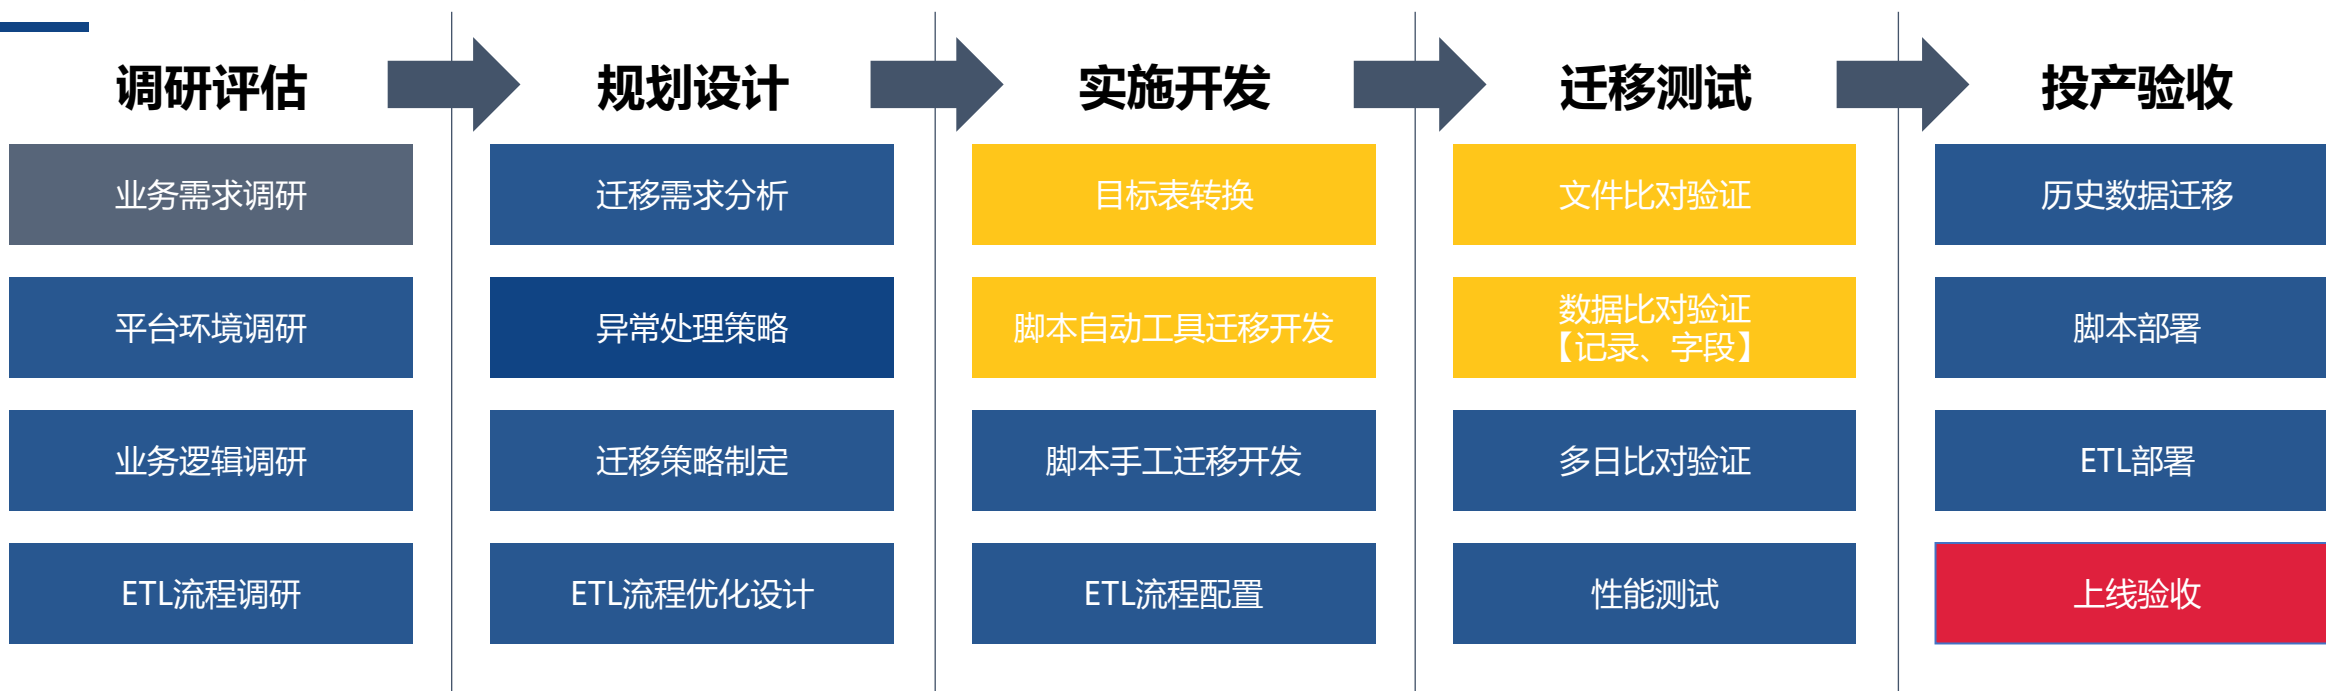 调研评估
业务需求调研
平台环境调研
业务逻辑调研
ETL流程调研
规划设计
迁移需求分析
异常处理策略
迁移策略制定
ETL流程优化设计
实施开发
目标表转换
脚本自动工具迁移开发
脚本手工迁移开发
ETL流程配置
迁移测试
文件比对验证
数据比对验证
【记录、字段】
多日比对验证
性能测试
投产验收
历史数据迁移
脚本部署
ETL部署
上线验收